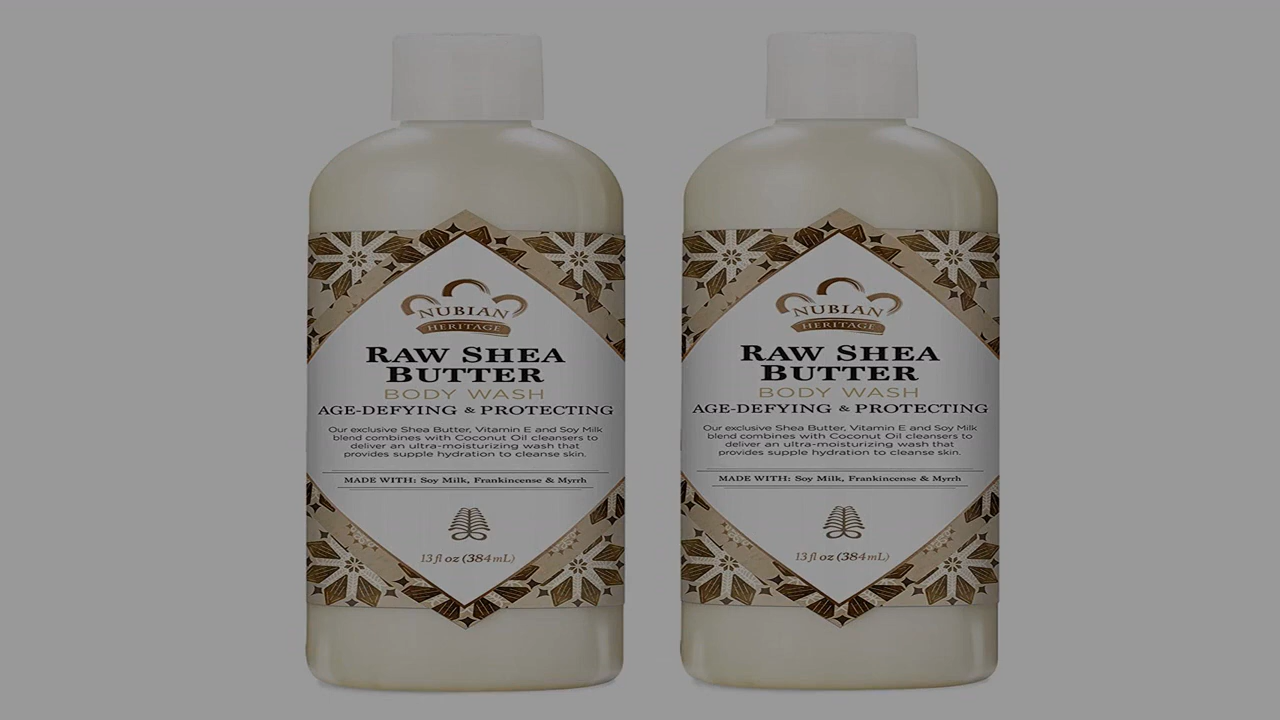 NUBIAN
HERITAGE
RAW SHEA
BUTTER
BODY WASH
AGE-DEFYING & PROTECTING
Our exclusive Shea Butter, Vitamin E and Soy Milk
blend combines with Coconut Oil cleansers to
deliver an ultra-moisturizing wash that
provides supple hydration to cleanse skin.
MADE WITH: Soy Milk, Frankincense & Myrrh
13 fl oz (384 mL)
NUBIAN
HERITAGE
RAW SHEA
BUTTER
BODY WASH
AGE-DEFYING & PROTECTING
Our exclusive Shea Butter, Vitamin E and Soy Milk
blend combines with Coconut Oil cleansers to
deliver an ultra-moisturizing wash that
provides supple hydration to cleanse skin.
MADE WITH: Soy Milk, Frankincense & Myrrh
13 fl oz (384 mL)